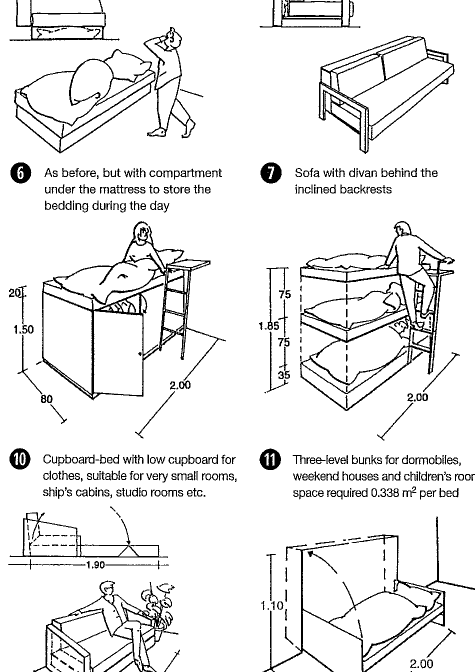 6 As before, but with compartment
under the mattress to store the
bedding during the day
7 Sofa with divan behind the
inclined backrests
20
1.50
80
2.00
75
1.85
75
35
2.00
10 Cupboard-bed with low cupboard for
clothes, suitable for very small rooms,
ship's cabins, studio rooms etc.
11 Three-level bunks for dormobiles,
weekend houses and children's roor
space required 0.338 m² per bed
1.90
1.10
2.00